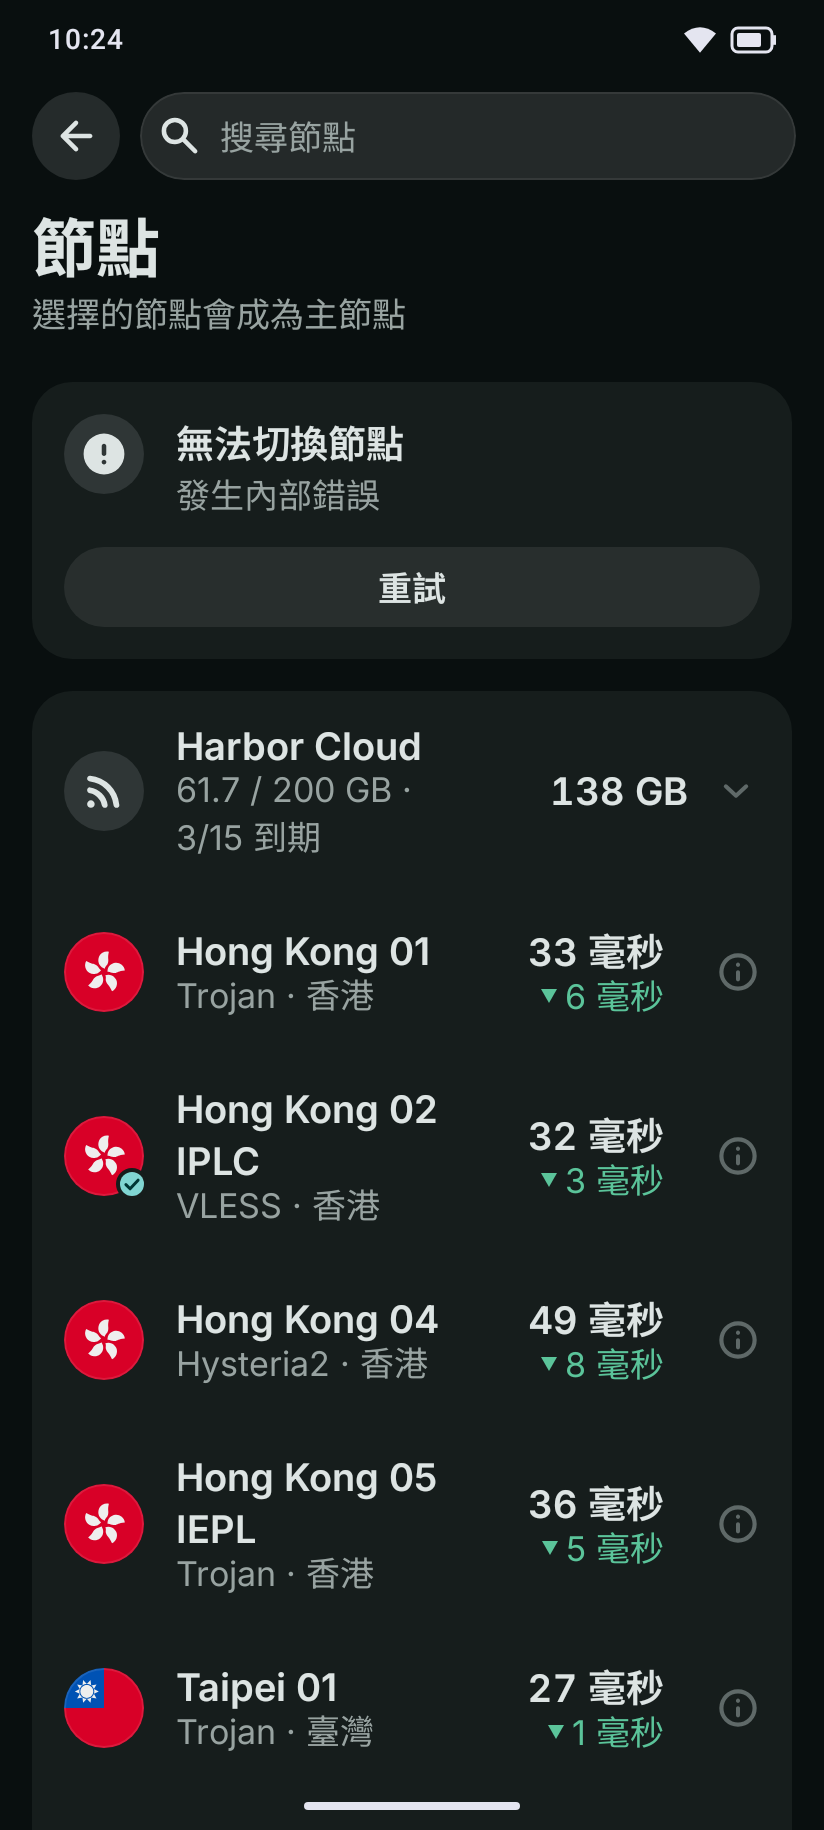 10:24
搜尋節點
節點
選擇的節點會成為主節點
無法切換節點
發生內部錯誤
重試
Harbor Cloud
61.7 / 200 GB ·
3/15 到期
138 GB
Hong Kong 01
Trojan · 香港
33 毫秒
▼6 毫秒
Hong Kong 02
IPLC
VLESS · 香港
32 毫秒
▼3 毫秒
Hong Kong 04
Hysteria2 · 香港
49 毫秒
▼8 毫秒
Hong Kong 05
IEPL
Trojan · 香港
36 毫秒
▼5 毫秒
Taipei 01
Trojan · 臺灣
27 毫秒
▼1 毫秒